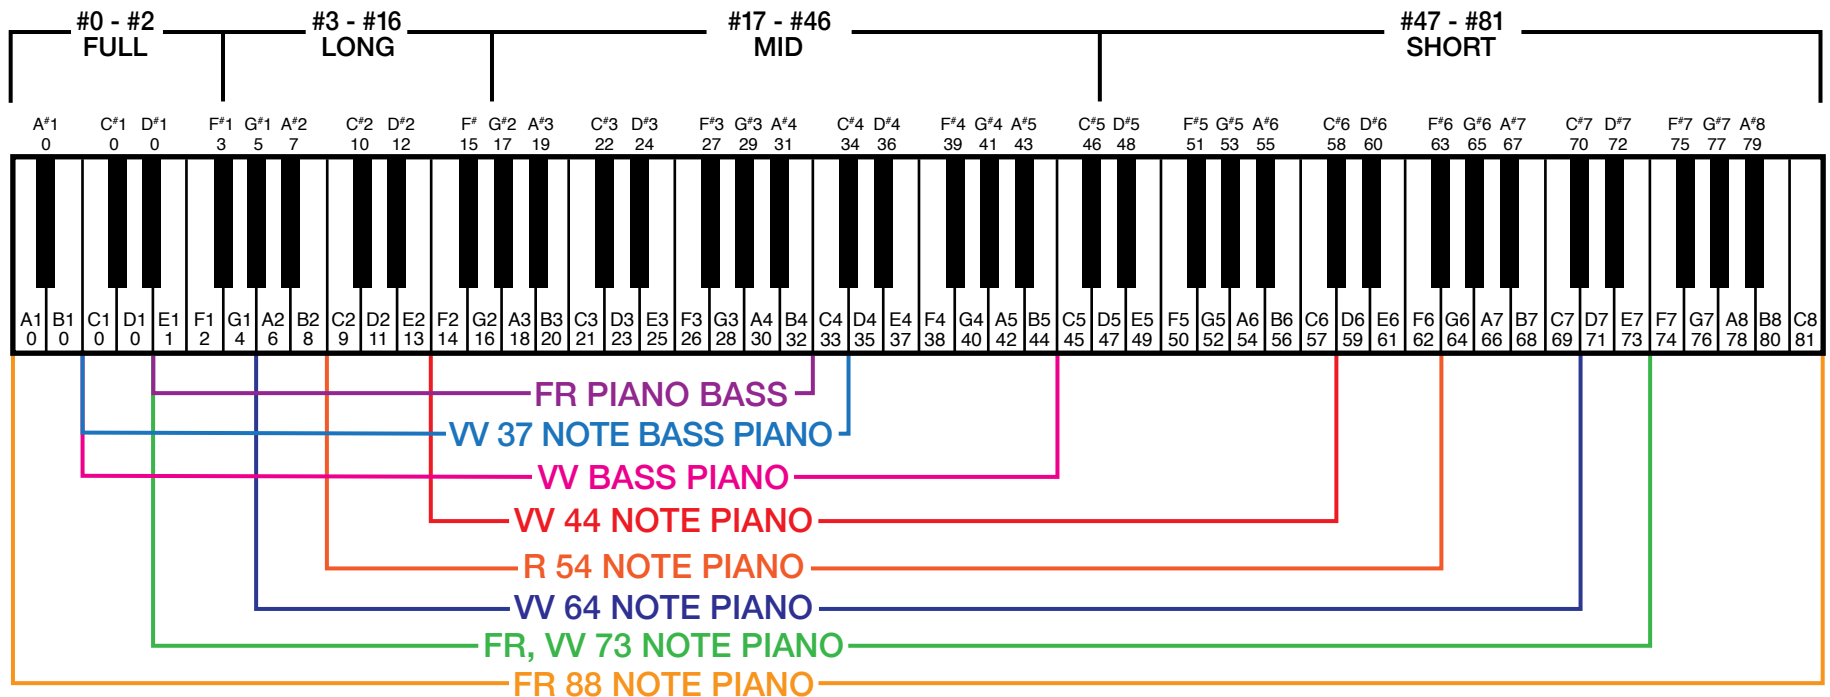 #0 - #2 #3 - #16 #17 - #46 #47 - #81
FULL LONG MID SHORT
A#1 C#1 D#1 F#1 G#1 A#2 C#2 D#2 F# G#2 A#3 C#3 D#3 F#3 G#3 A#4 C#4 D#4 F#4 G#4 A#5 C#5 D#5 F#5 G#5 A#6 C#6 D#6 F#6 G#6 A#7 C#7 D#7 F#7 G#7 A#8
0 0 0 3 5 7 10 12 15 17 19 22 24 27 29 31 34 36 39 41 43 46 48 51 53 55 58 60 63 65 67 70 72 75 77 79
A1 B1 C1 D1 E1 F1 G1 A2 B2 C2 D2 E2 F2 G2 A3 B3 C3 D3 E3 F3 G3 A4 B4 C4 D4 E4 F4 G4 A5 B5 C5 D5 E5 F5 G5 A6 B6 C6 D6 E6 F6 G6 A7 B7 C7 D7 E7 F7 G7 A8 B8 C8
0 0 0 0 1 2 4 6 8 9 11 13 14 16 18 20 21 23 25 26 28 30 32 33 35 37 38 40 42 44 45 47 49 50 52 54 56 57 59 61 62 64 66 68 69 71 73 74 76 78 80 81
FR PIANO BASS
VV 37 NOTE BASS PIANO
VV BASS PIANO
VV 44 NOTE PIANO
R 54 NOTE PIANO
VV 64 NOTE PIANO
FR, VV 73 NOTE PIANO
FR 88 NOTE PIANO